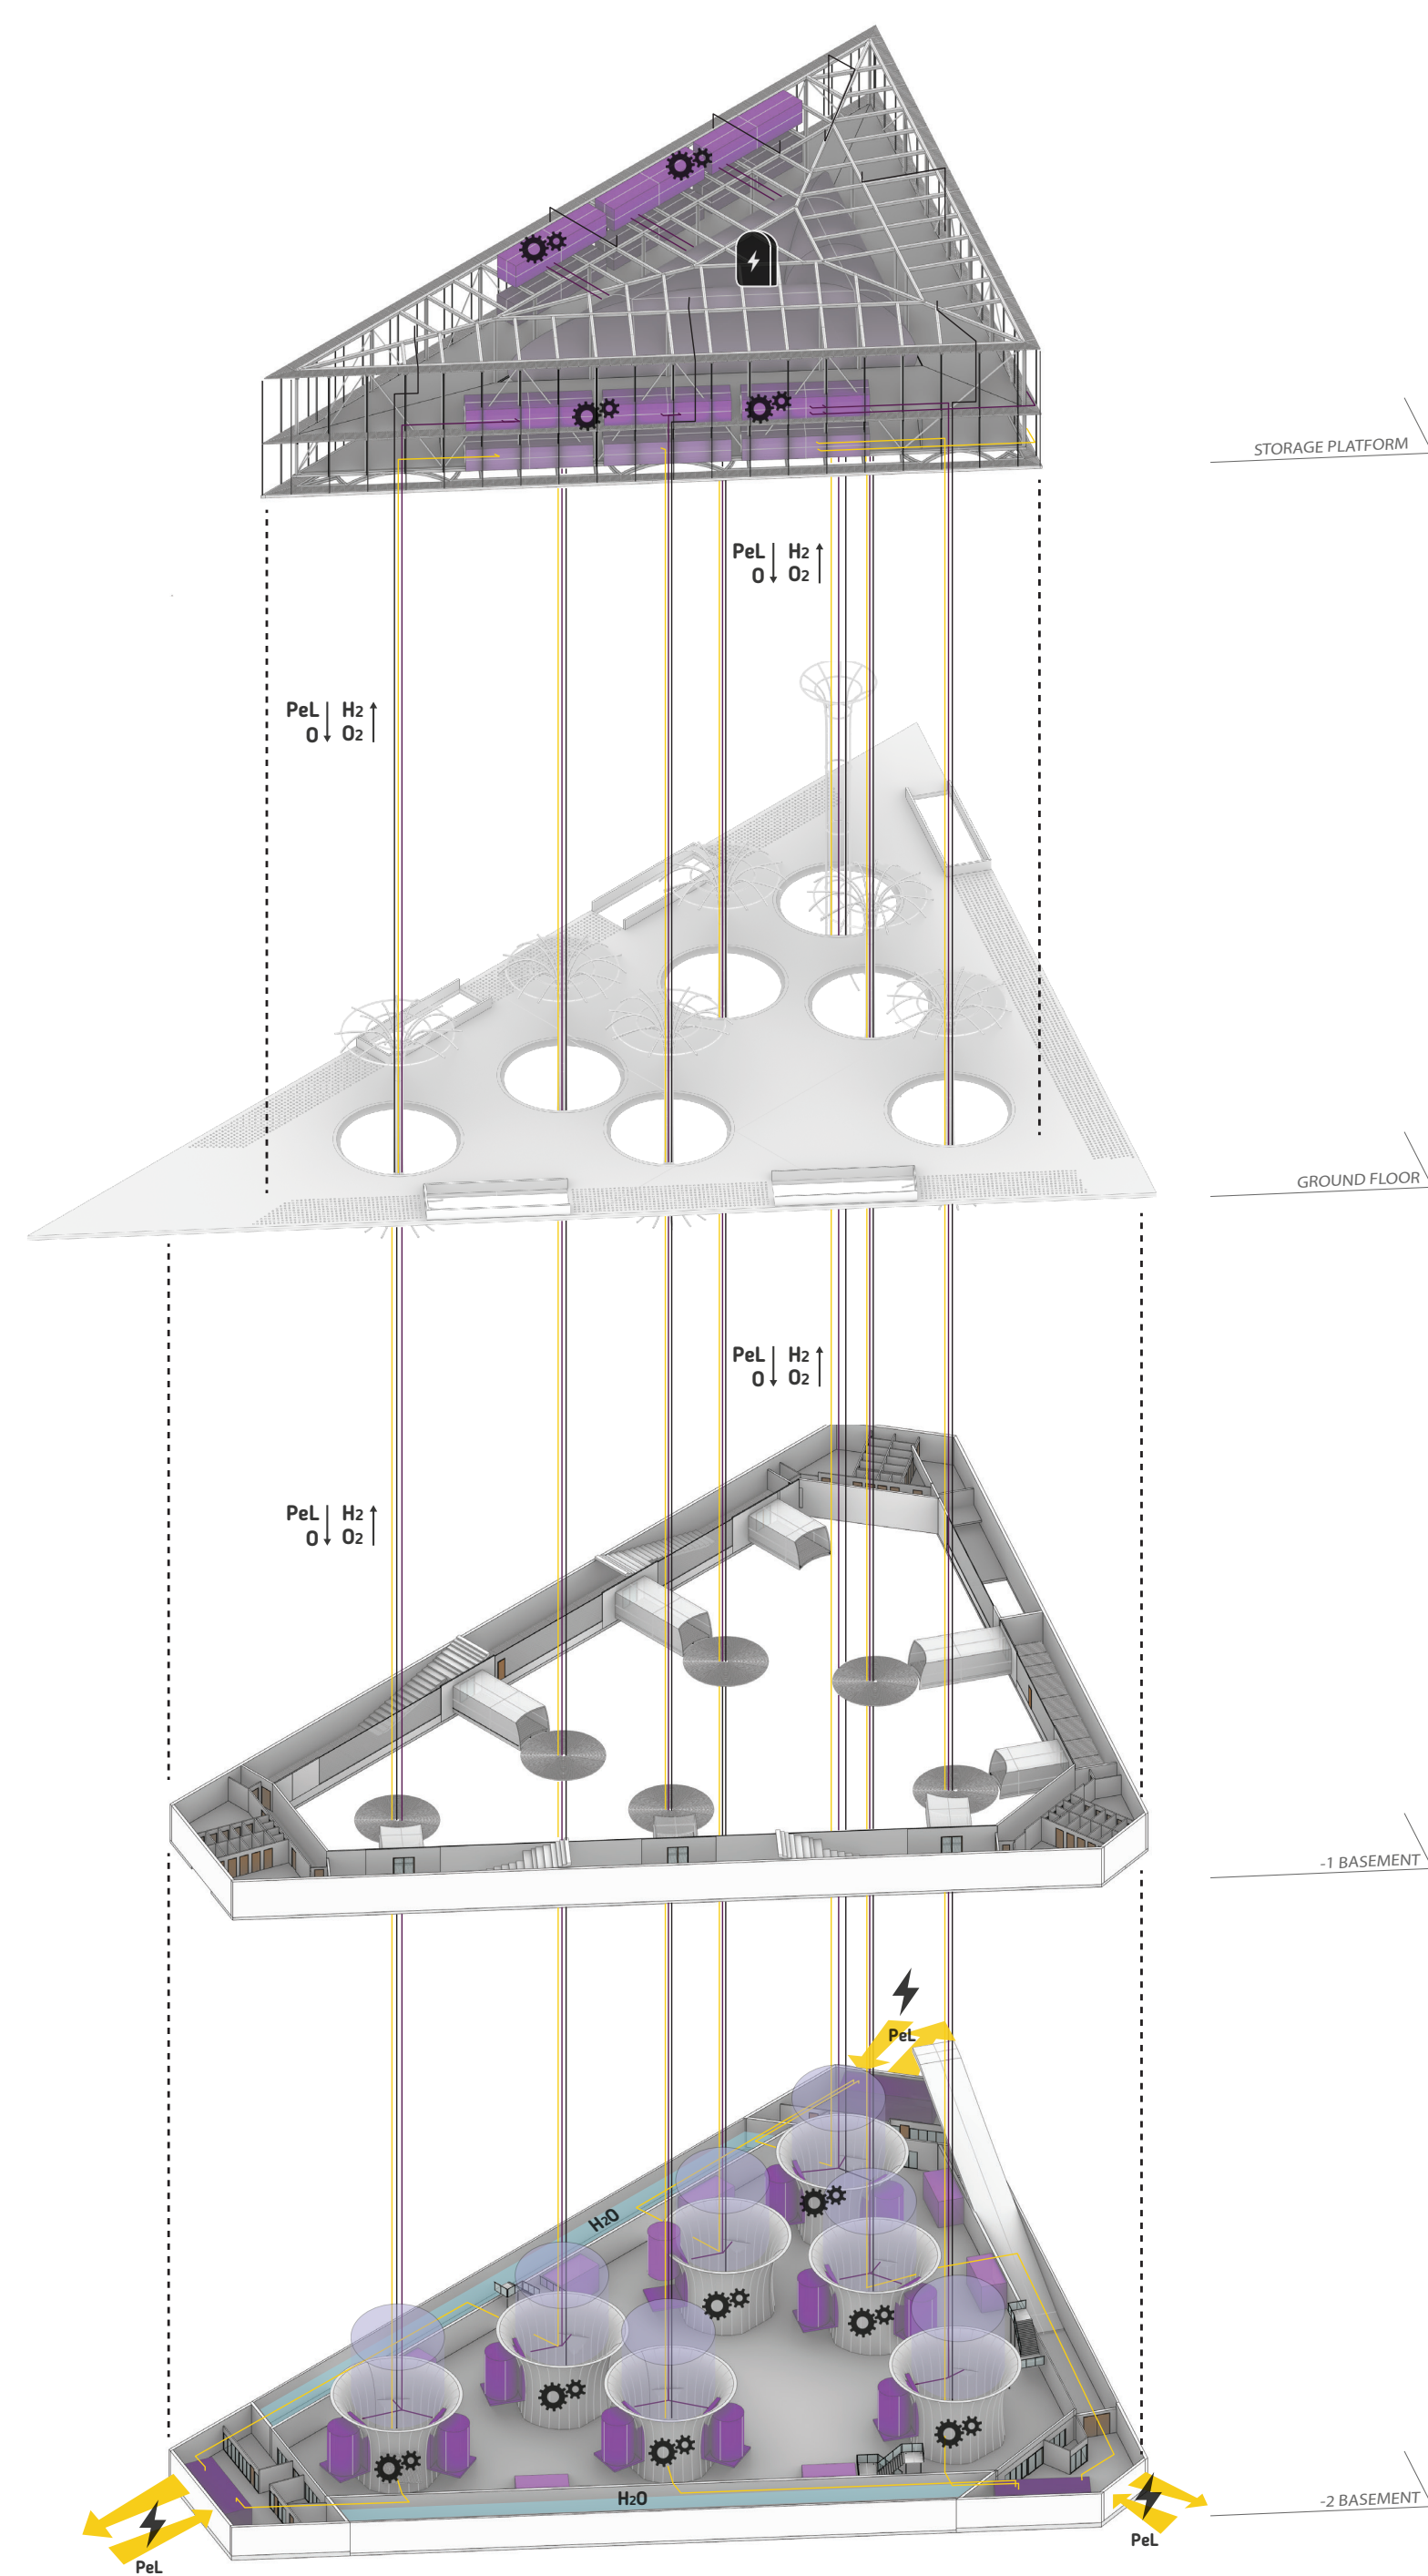 STORAGE PLATFORM
PeL H2
O O2
PeL H2
O O2
GROUND FLOOR
PeL H2
O O2
PeL H2
O O2
-1 BASEMENT
PeL
H2O
H2O
-2 BASEMENT
PeL
PeL